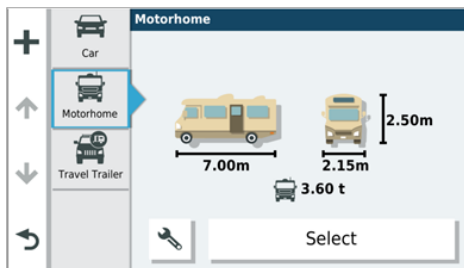 Motorhome
Car
Motorhome
Travel Trailer
2.50m
7.00m
2.15m
3.60 t
Select